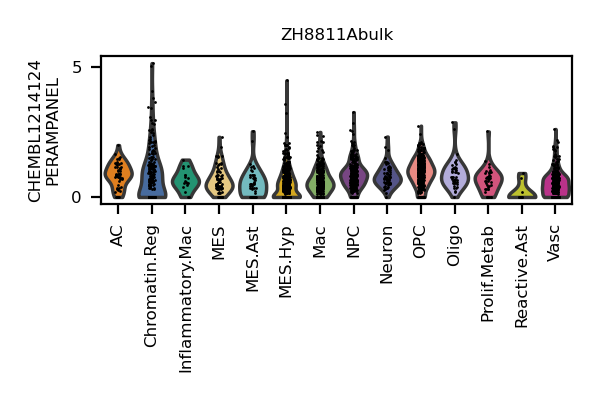 ZH8811Abulk
CHEMBL1214124
PERAMPANEL
5
0
AC
Chromatin.Reg
Inflammatory.Mac
MES
MES.Ast
MES.Hyp
Mac
NPC
Neuron
OPC
Oligo
Prolif.Metab
Reactive.Ast
Vasc